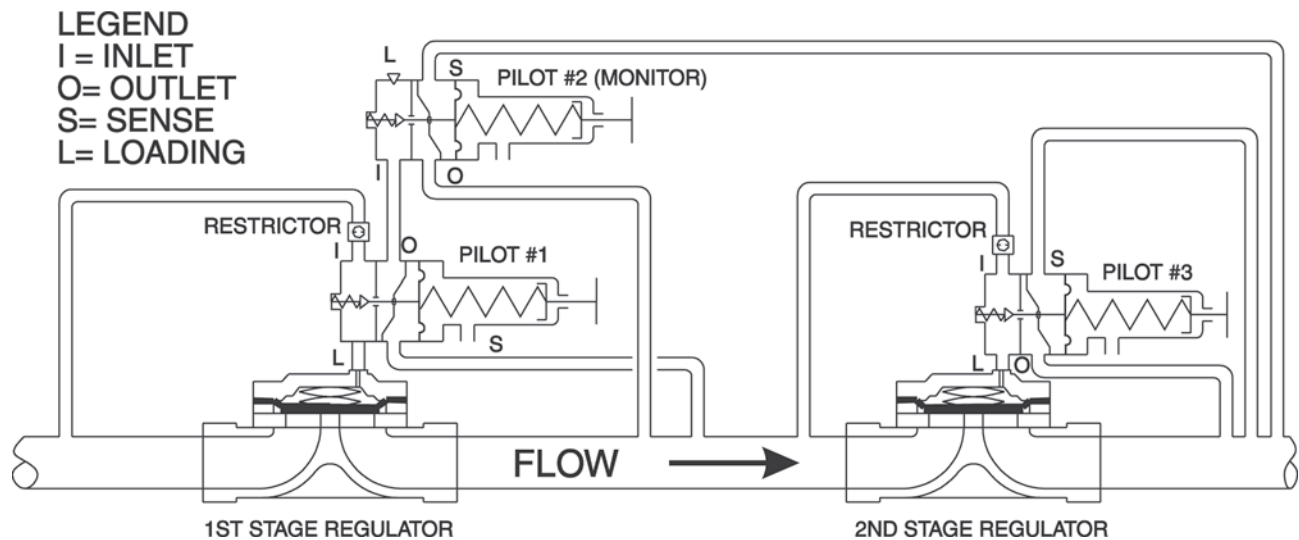 LEGEND
I = INLET
O= OUTLET
S= SENSE
L= LOADING
L
S
PILOT #2 (MONITOR)
I
O
RESTRICTOR
I
O
PILOT #1
L
S
RESTRICTOR
I
S
PILOT #3
L
O
FLOW
1ST STAGE REGULATOR
2ND STAGE REGULATOR